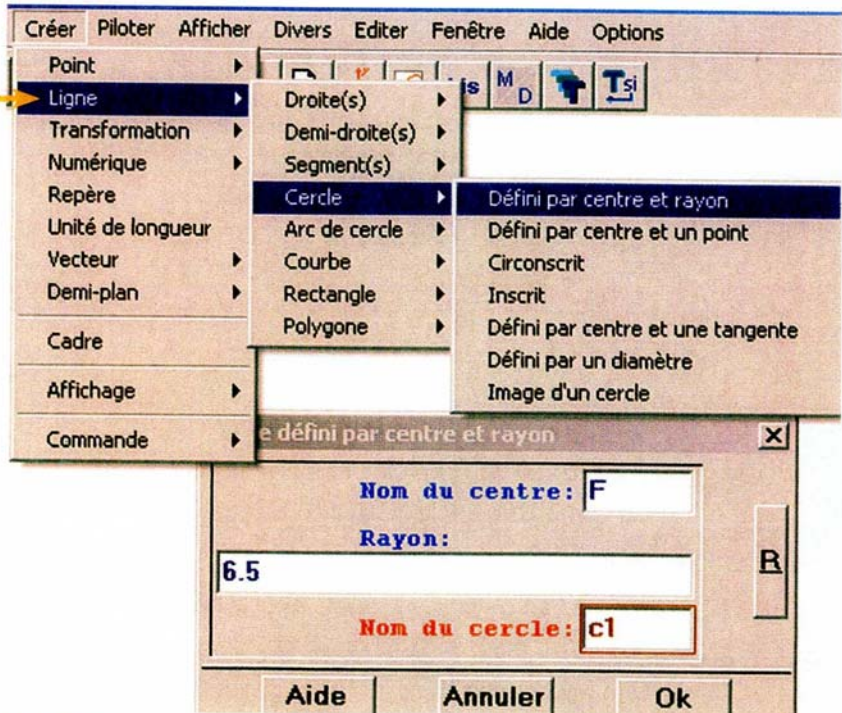 Créer Piloter Afficher Divers Editer Fenêtre Aide Options
Point
Ligne
Transformation
Numérique
Repère
Unité de longueur
Vecteur
Demi-plan
Cadre
Affichage
Commande
M D
Tsi
Droite(s)
Demi-droite(s)
Segment(s)
Cercle
Arc de cercle
Courbe
Rectangle
Polygone
Défini par centre et rayon
Défini par centre et un point
Circonscrit
Inscrit
Défini par centre et une tangente
Défini par un diamètre
Image d'un cercle
défini par centre et rayon
Nom du centre: F
Rayon:
6.5
R
Nom du cercle: c1
Aide Annuler Ok